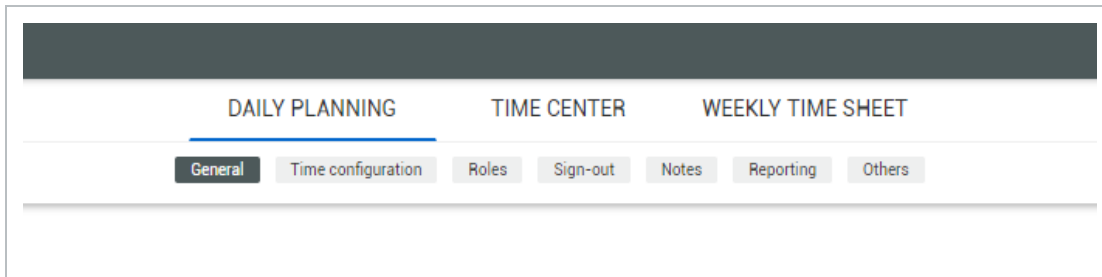 DAILY PLANNING TIME CENTER WEEKLY TIME SHEET
General Time configuration Roles Sign-out Notes Reporting Others